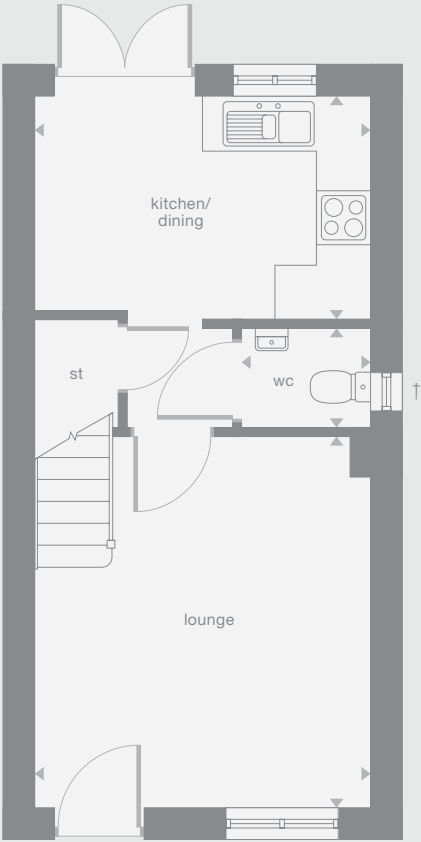 kitchen/
dining
st
wc
†
lounge